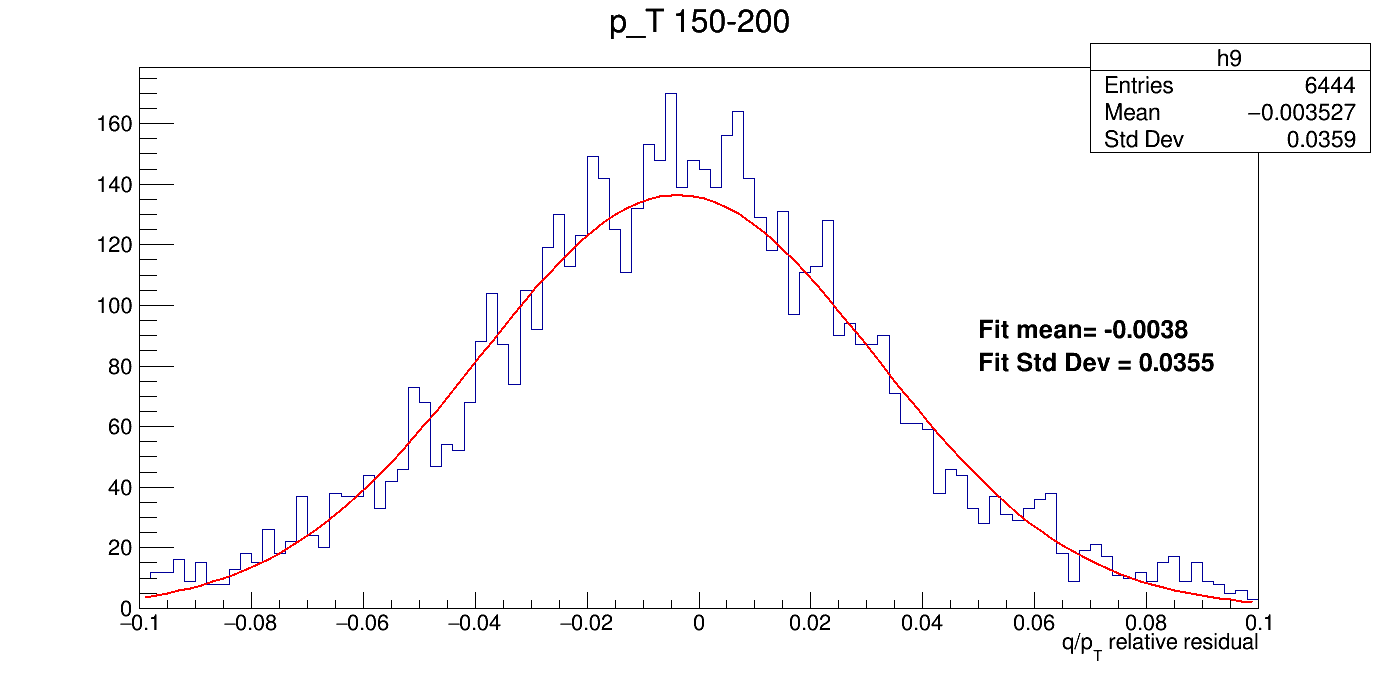 p_T 150-200
h9
Entries 6444
Mean −0.003527
Std Dev 0.0359
160
140
120
100
80
60
40
20
0
Fit mean= -0.0038
Fit Std Dev = 0.0355
−0.1 −0.08 −0.06 −0.04 −0.02 0 0.02 0.04 0.06 0.08 0.1
q/pT relative residual